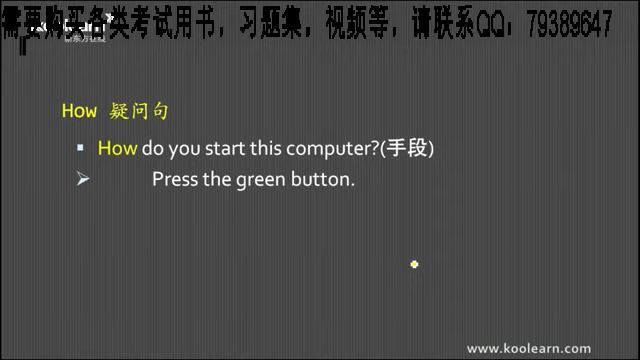 需要购买各类考试用书，习题集，视频等，请联系QQ：79389647
How 疑问句
How do you start this computer?(手段)
Press the green button.
www.koolearn.com